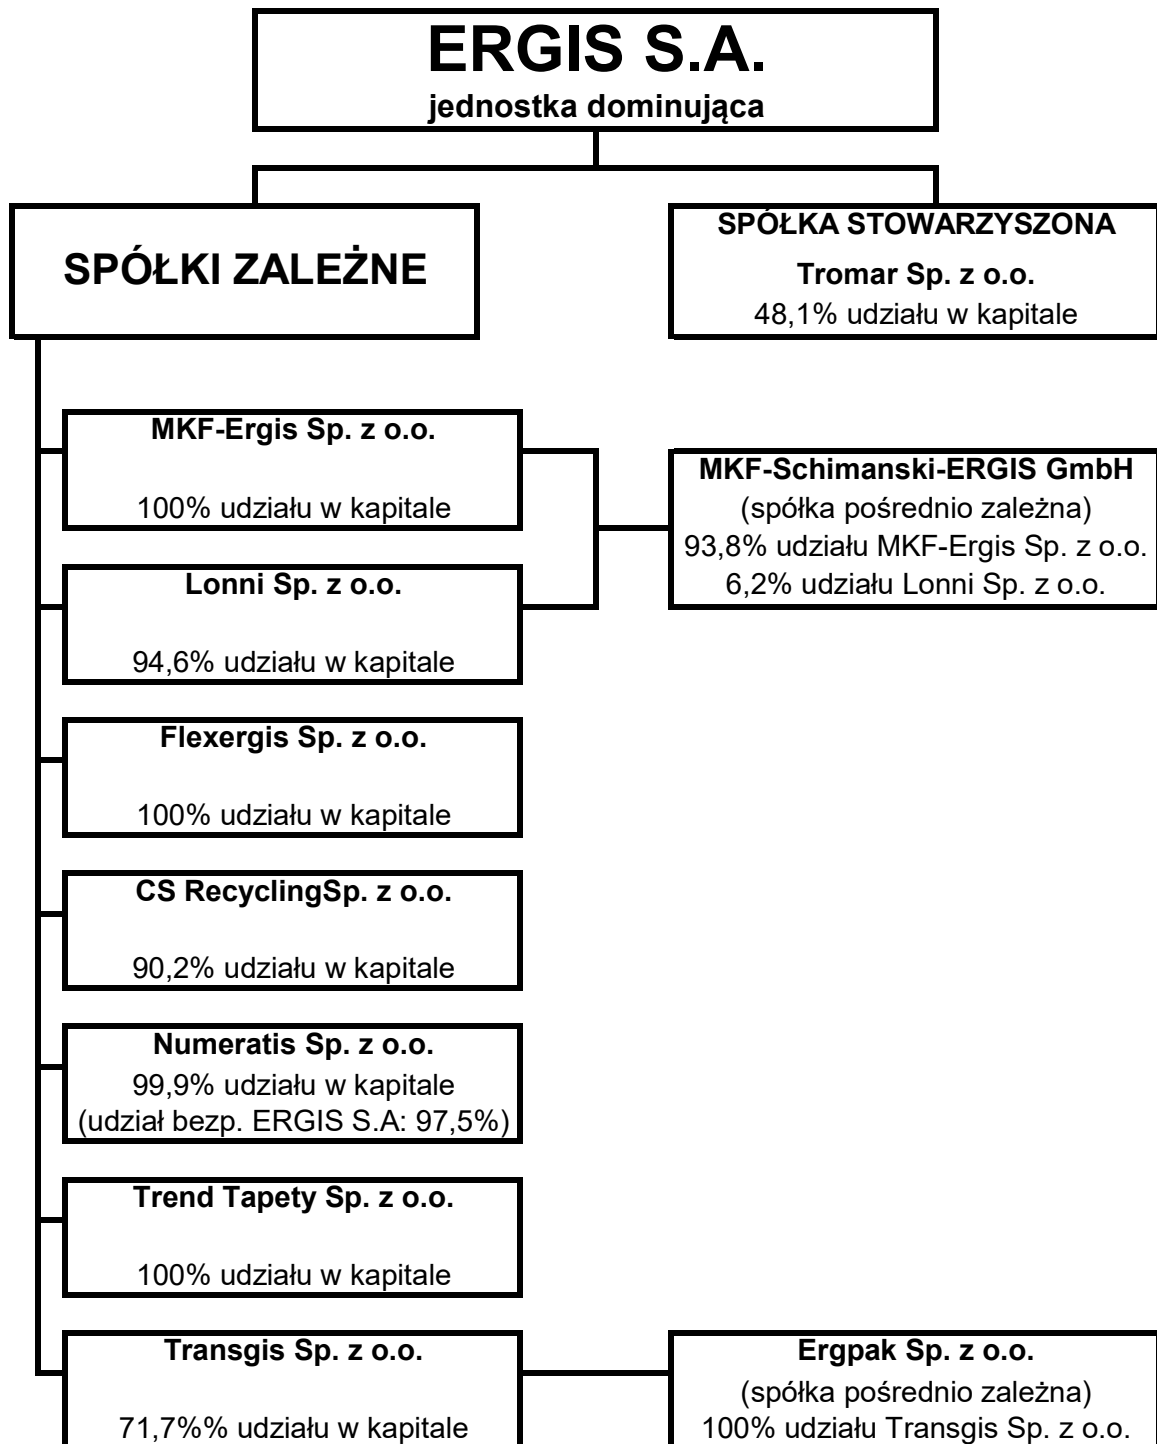 ERGIS S.A.
jednostka dominująca
SPÓŁKI ZALEŻNE
SPÓŁKA STOWARZYSZONA
Tromar Sp. z o.o.
48,1% udziału w kapitale
MKF-Ergis Sp. z o.o.
100% udziału w kapitale
MKF-Schimanski-ERGIS GmbH
(spółka pośrednio zależna)
93,8% udziału MKF-Ergis Sp. z o.o.
6,2% udziału Lonni Sp. z o.o.
Lonni Sp. z o.o.
94,6% udziału w kapitale
Flexergis Sp. z o.o.
100% udziału w kapitale
CS RecyclingSp. z o.o.
90,2% udziału w kapitale
Numeratis Sp. z o.o.
99,9% udziału w kapitale
(udział bezp. ERGIS S.A: 97,5%)
Trend Tapety Sp. z o.o.
100% udziału w kapitale
Transgis Sp. z o.o.
71,7%% udziału w kapitale
Ergpak Sp. z o.o.
(spółka pośrednio zależna)
100% udziału Transgis Sp. z o.o.